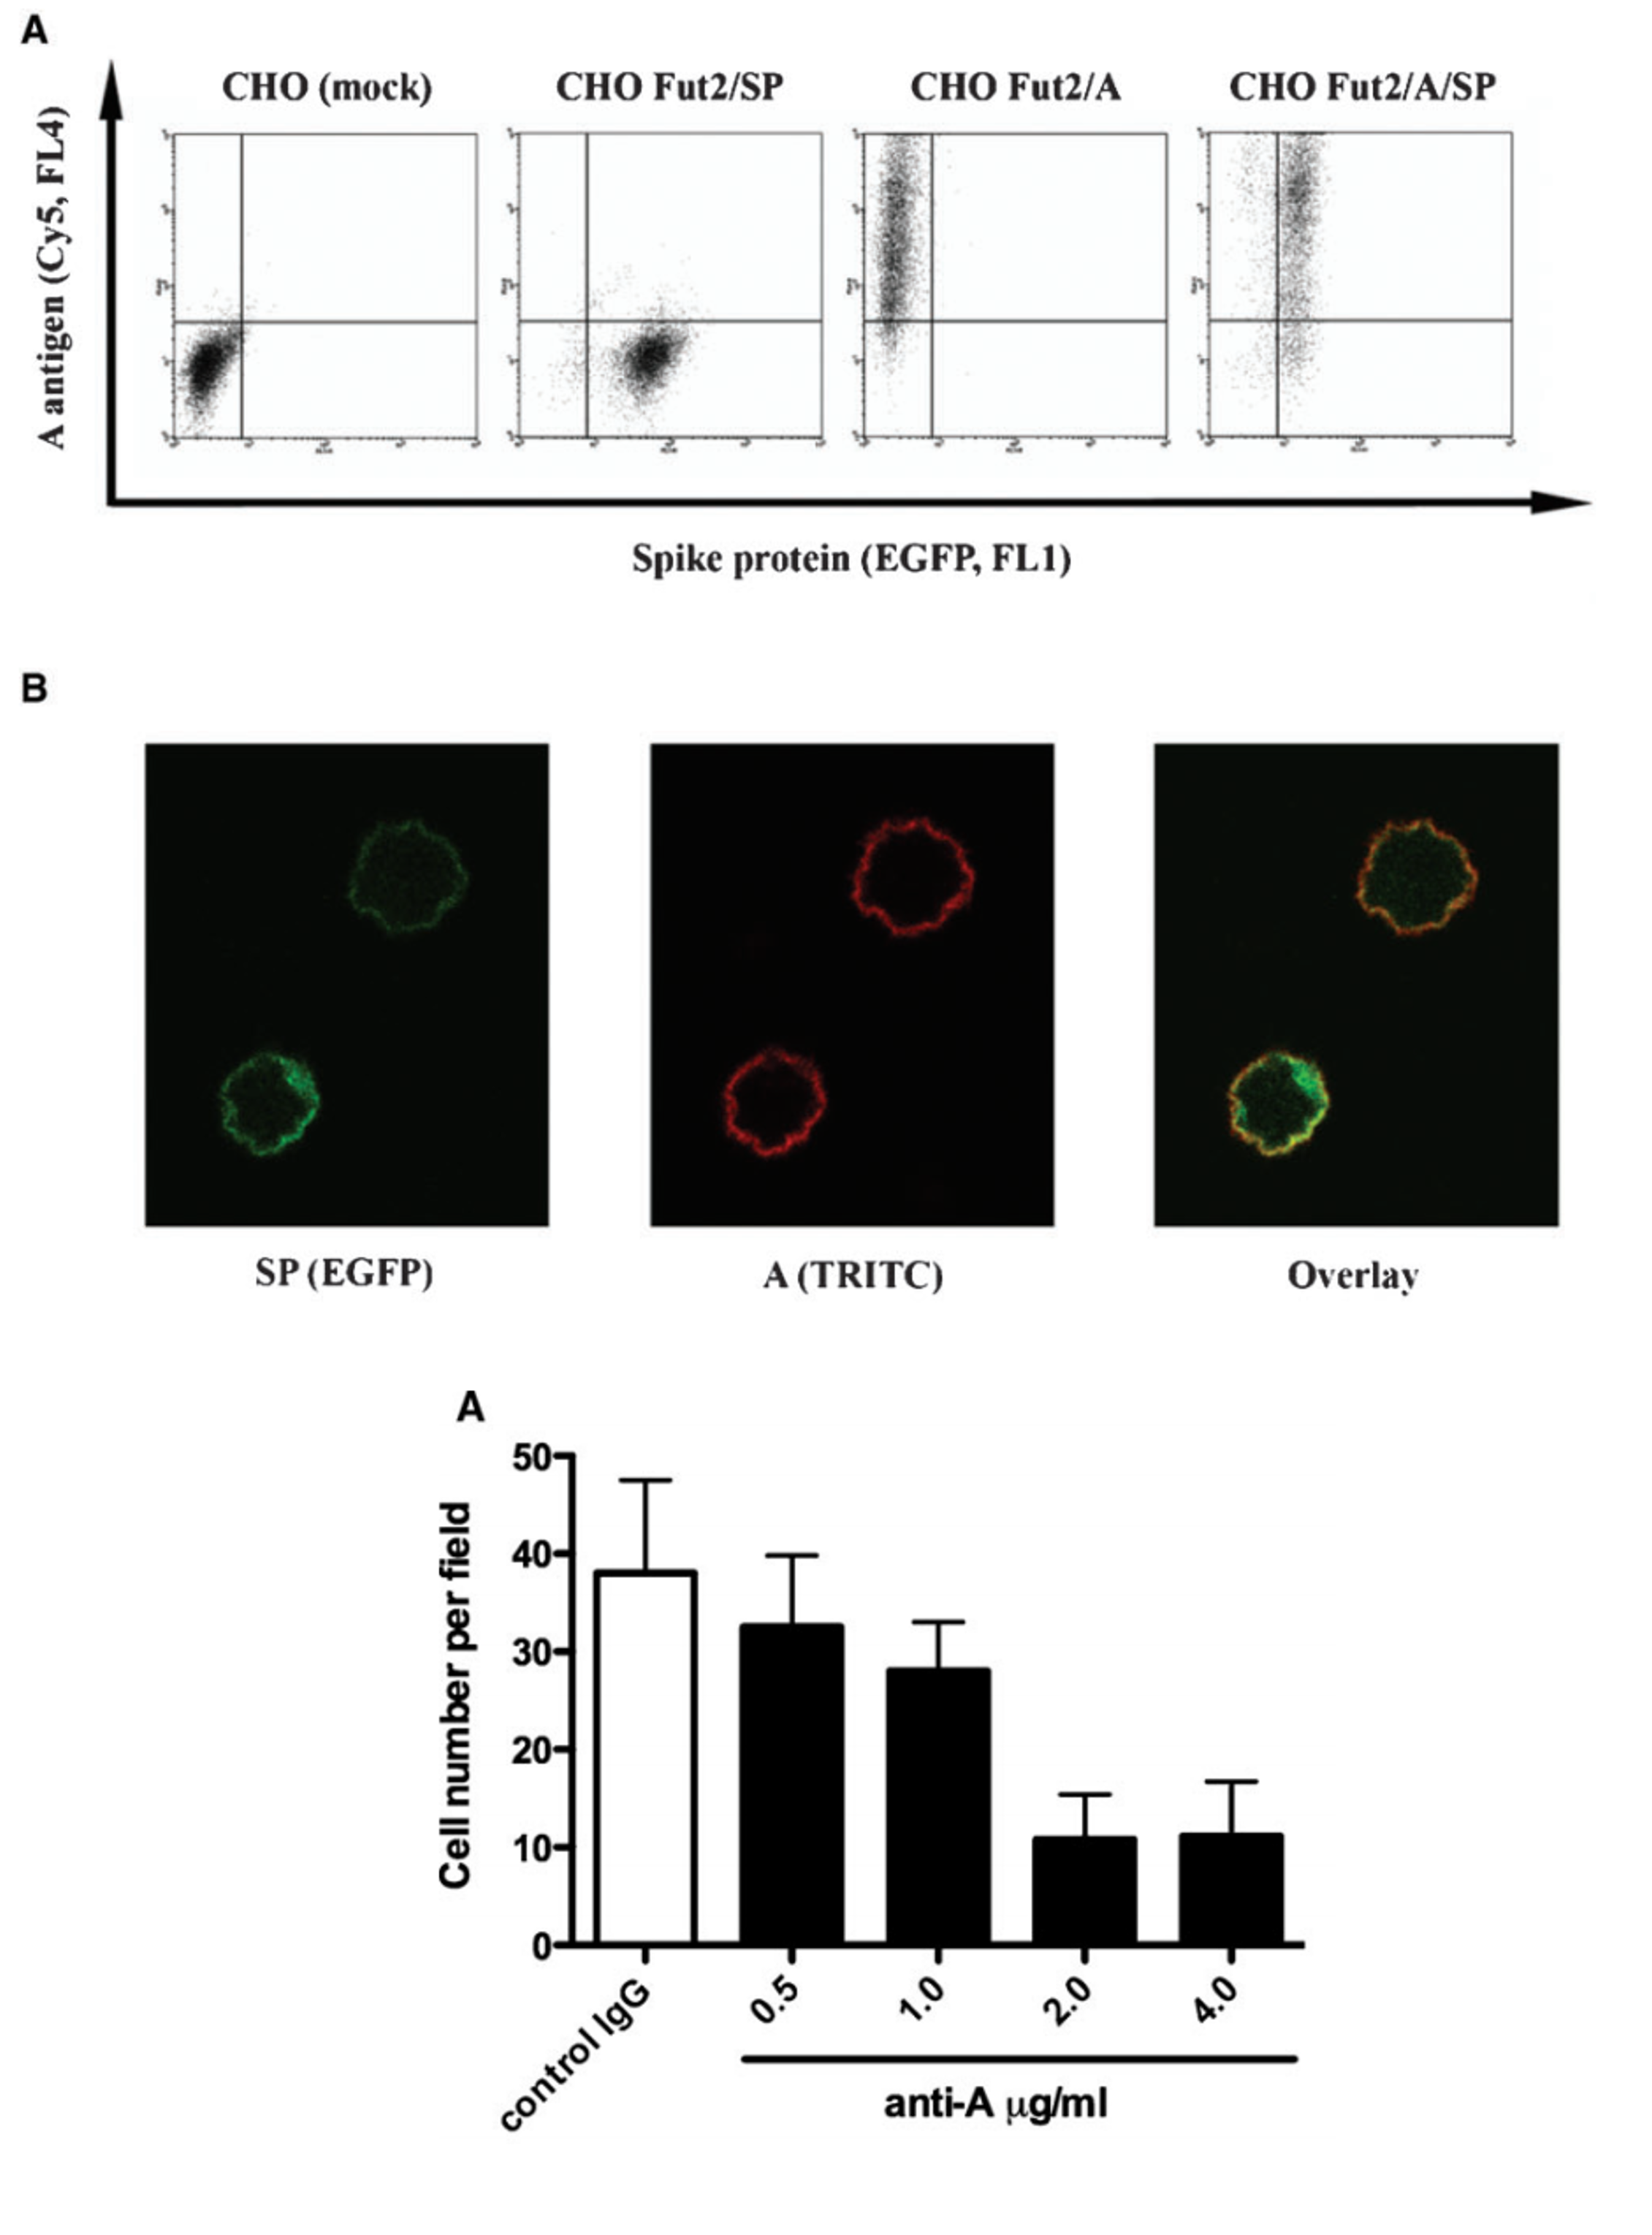 A
CHO (mock)
CHO Fut2/SP
CHO Fut2/A
CHO Fut2/A/SP
A antigen (Cy5, FL4)
Spike protein (EGFP, FL1)
B
SP (EGFP)
A (TRITC)
Overlay
A
Cell number per field
50
40
30
20
10
0
control IgG
0.5
1.0
2.0
4.0
anti-A μg/ml